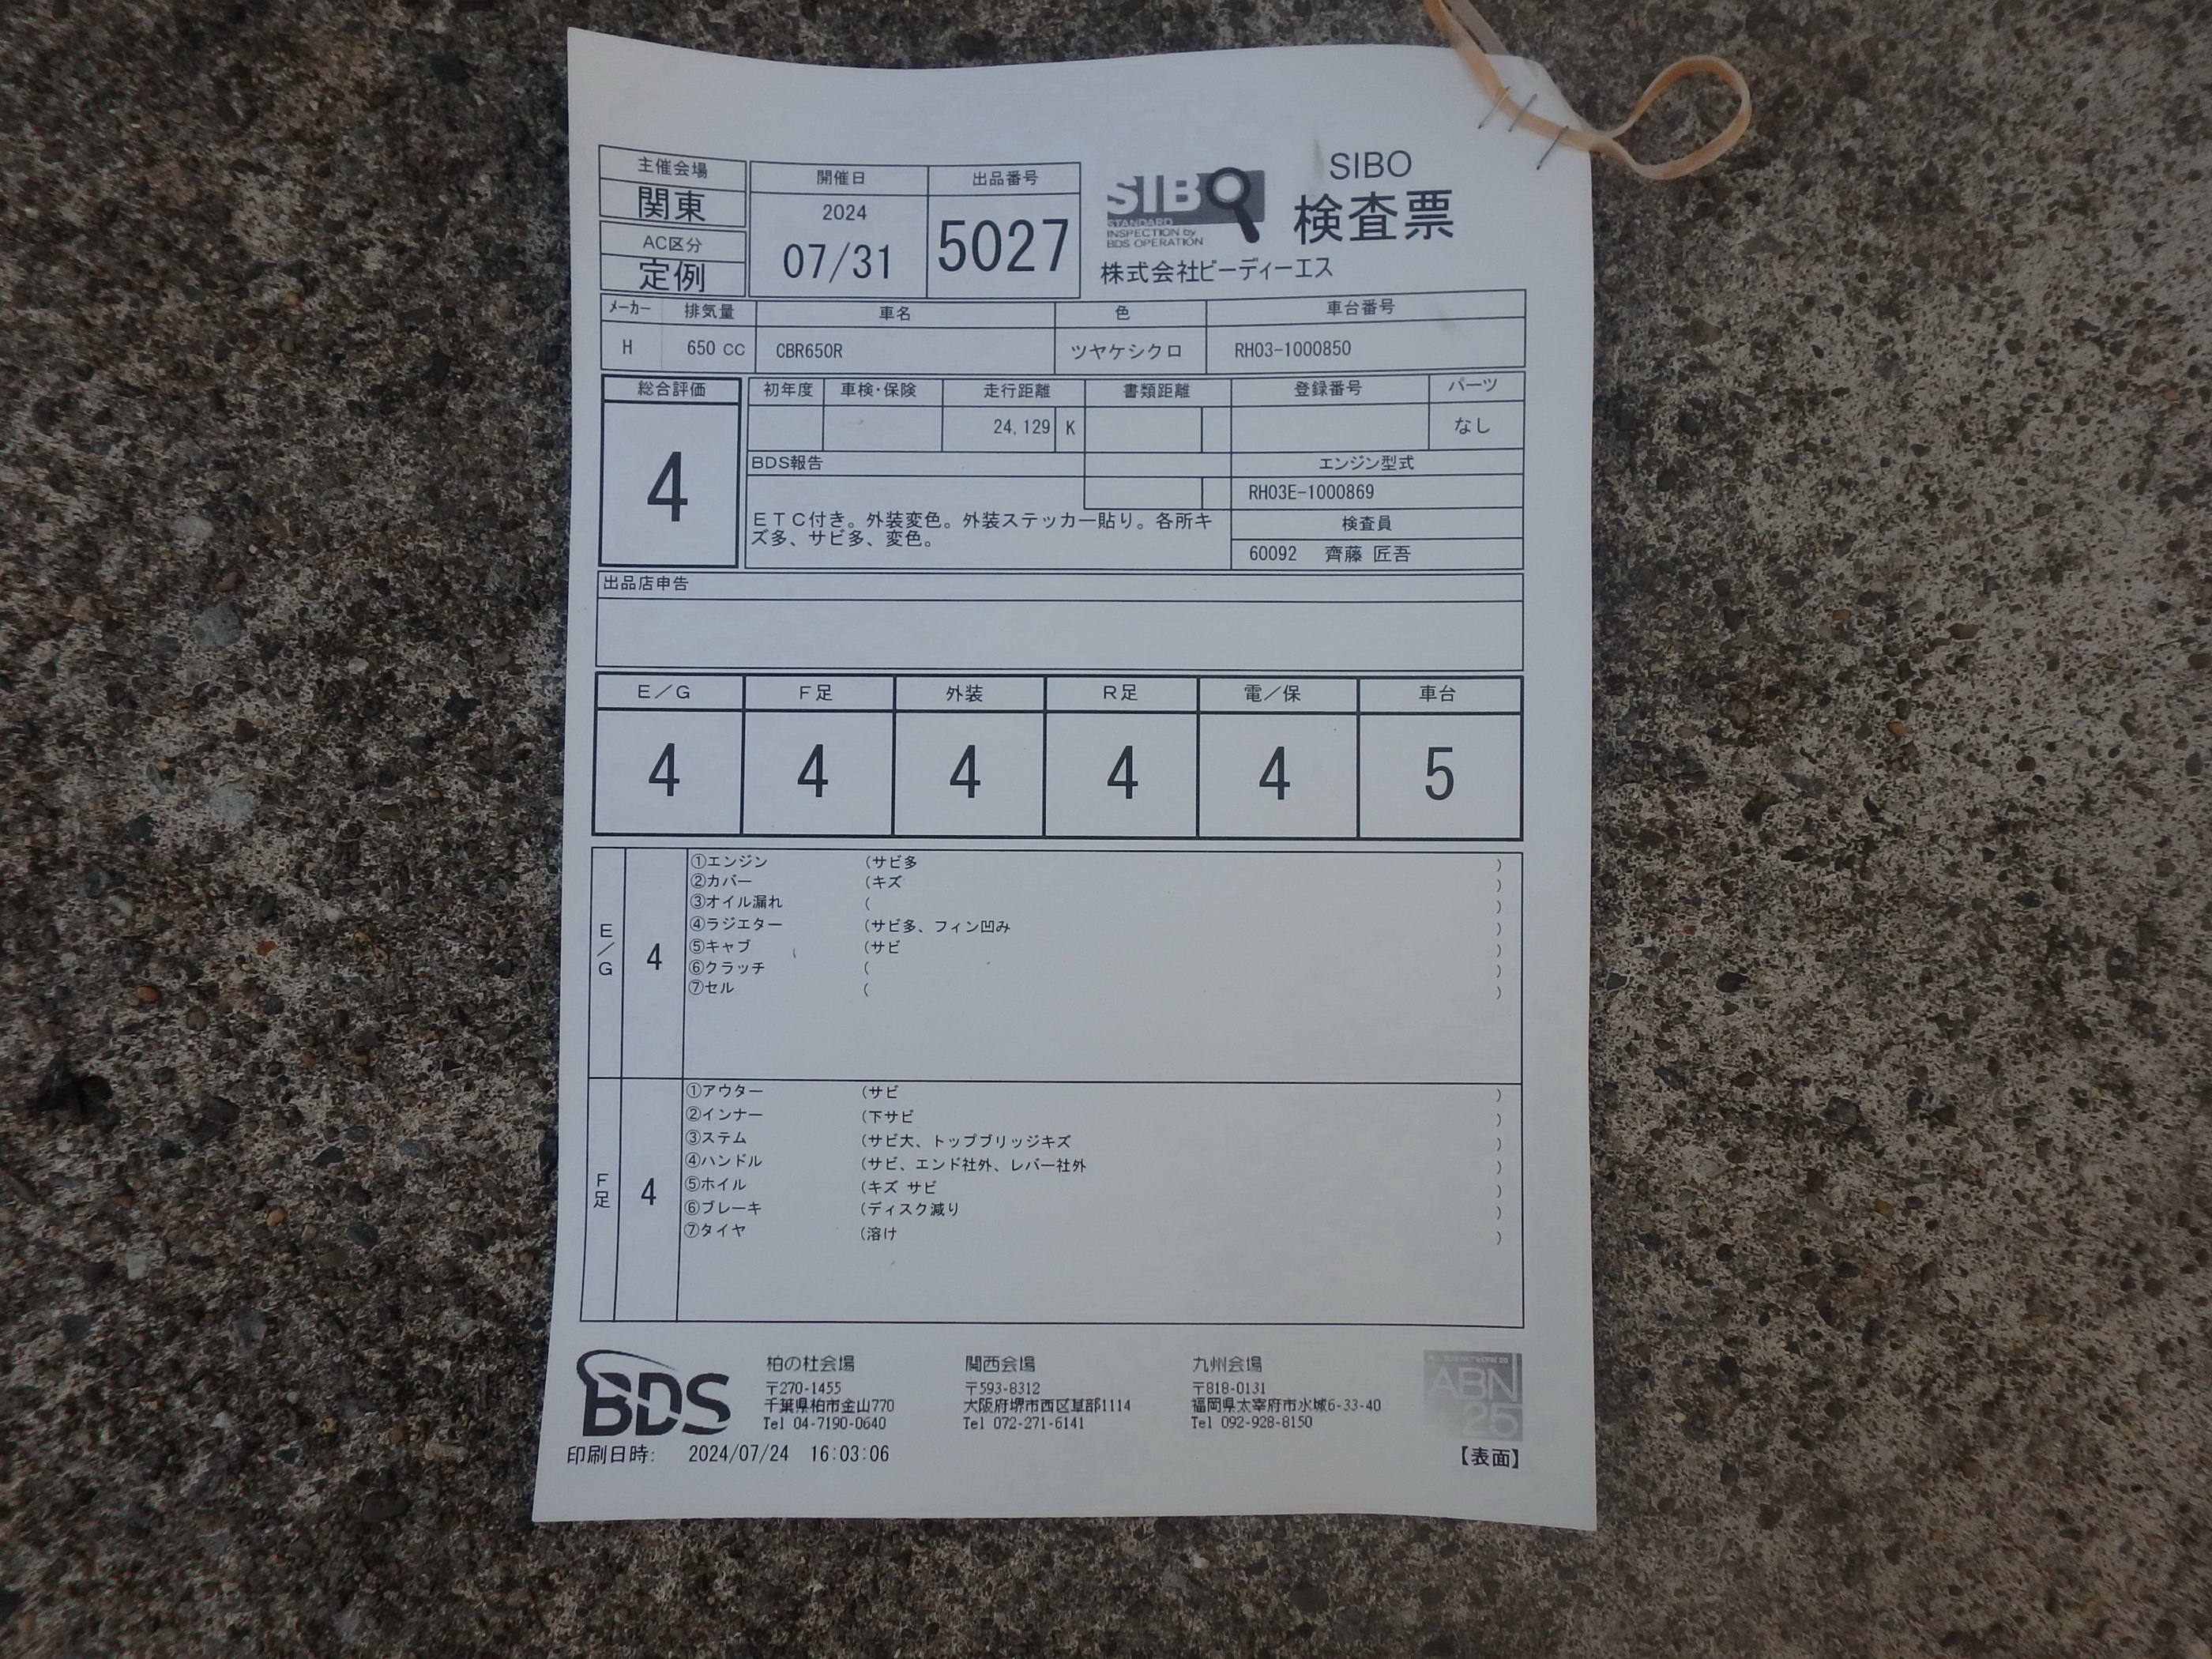 主催会場
関東
AC区分
定例
開催日
2024
07/31
出品番号
5027
SIBO
STANDARD
INSPECTION by
BDS OPERATION
SIBO
検査票
株式会社ビーディーエス
メーカー 排気量 車名 色 車台番号
H 650 CC CBR650R ツヤケシクロ RH03-1000850
総合評価
4
初年度 車検・保険 走行距離 書類距離 登録番号 パーツ
24,129 K なし
BDS報告
ETC付き。外装変色。外装ステッカー貼り。各所キ
ズ多、サビ多、変色。
エンジン型式
RH03E-1000869
検査員
60092 齊藤 匠吾
出品店申告
E/G F足 外装 R足 電/保 車台
4 4 4 4 4 5
E/G
4
①エンジン (サビ多 )
②カバー (キズ )
③オイル漏れ ( )
④ラジエター (サビ多、フィン凹み )
⑤キャブ (サビ )
⑥クラッチ ( )
⑦セル ( )
F足
4
①アウター (サビ )
②インナー (下サビ )
③ステム (サビ大、トップブリッジキズ )
④ハンドル (サビ、エンド社外、レバー社外 )
⑤ホイル (キズ サビ )
⑥ブレーキ (ディスク減り )
⑦タイヤ (溶け )
BDS
柏の杜会場
〒270-1455
千葉県柏市金山770
Tel 04-7190-0640
関西会場
〒593-8312
大阪府堺市西区草部1114
Tel 072-271-6141
九州会場
〒818-0131
福岡県太宰府市水城6-33-40
Tel 092-928-8150
ABN
25
印刷日時: 2024/07/24 16:03:06
【表面】